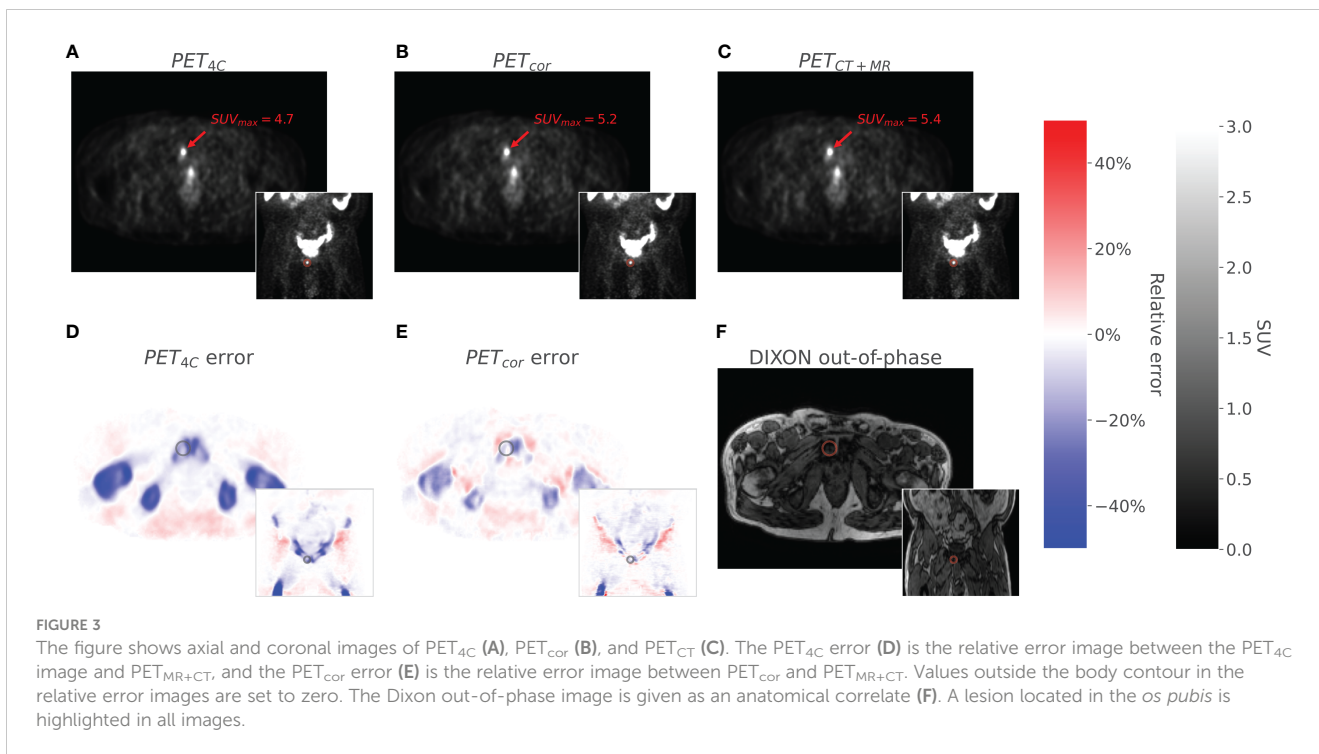 A
PET4C
SUVmax = 4.7
B
PETcor
SUVmax = 5.2
C
PETCT+MR
SUVmax = 5.4
D
PET4C error
E
PETcor error
F
DIXON out-of-phase
40%
20%
0%
−20%
−40%
Relative error
3.0
2.5
2.0
1.5
1.0
0.5
0.0
SUV
FIGURE 3
The figure shows axial and coronal images of PET4C (A), PETcor (B), and PETCT (C). The PET4C error (D) is the relative error image between the PET4C
image and PETMR+CT, and the PETcor error (E) is the relative error image between PETcor and PETMR+CT. Values outside the body contour in the
relative error images are set to zero. The Dixon out-of-phase image is given as an anatomical correlate (F). A lesion located in the os pubis is
highlighted in all images.